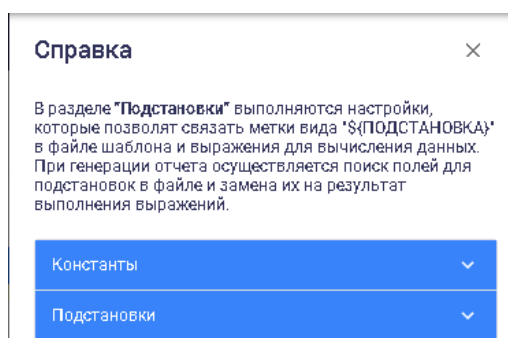 Справка
В разделе "Подстановки" выполняются настройки,
которые позволят связать метки вида "${ПОДСТАНОВКА}"
в файле шаблона и выражения для вычисления данных.
При генерации отчета осуществляется поиск полей для
подстановок в файле и замена их на результат
выполнения выражений.
Константы
Подстановки